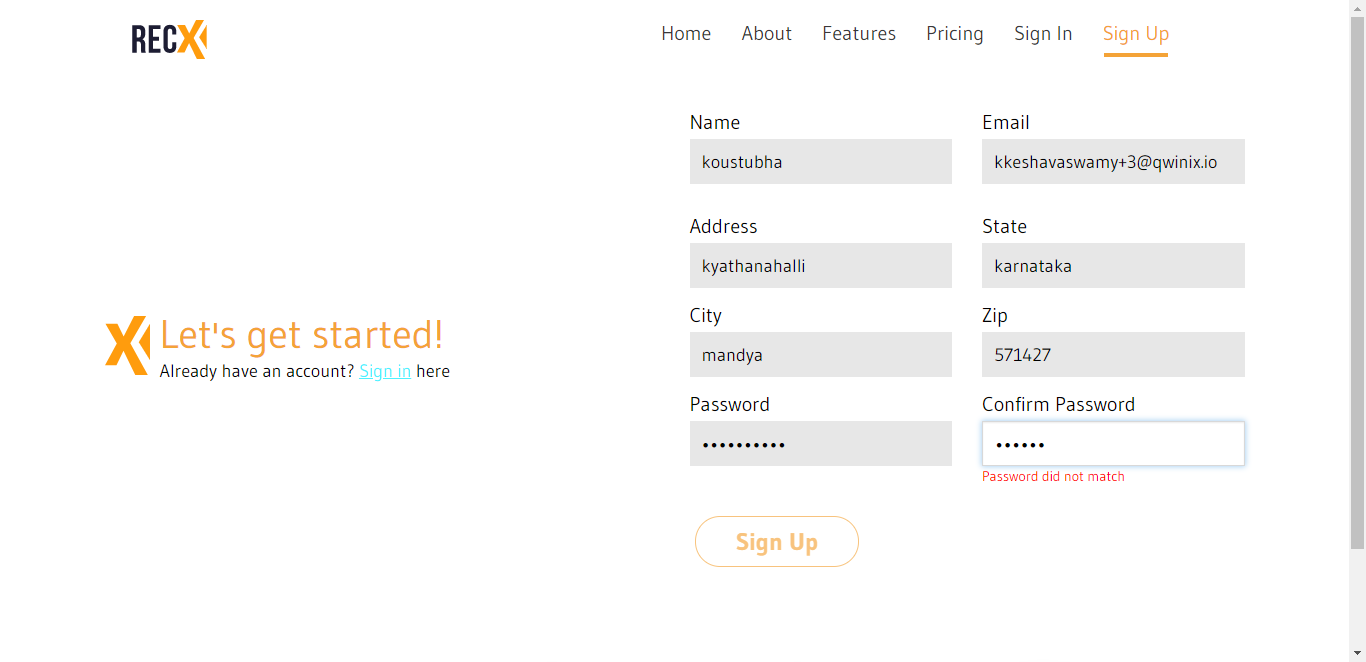 RECX
Home About Features Pricing Sign In Sign Up
Let's get started!
Already have an account? Sign in here
Name
koustubha
Email
kkeshavaswamy+3@qwinix.io
Address
kyathanahalli
State
karnataka
City
mandya
Zip
571427
Password
••••••••••
Confirm Password
••••••
Password did not match
Sign Up